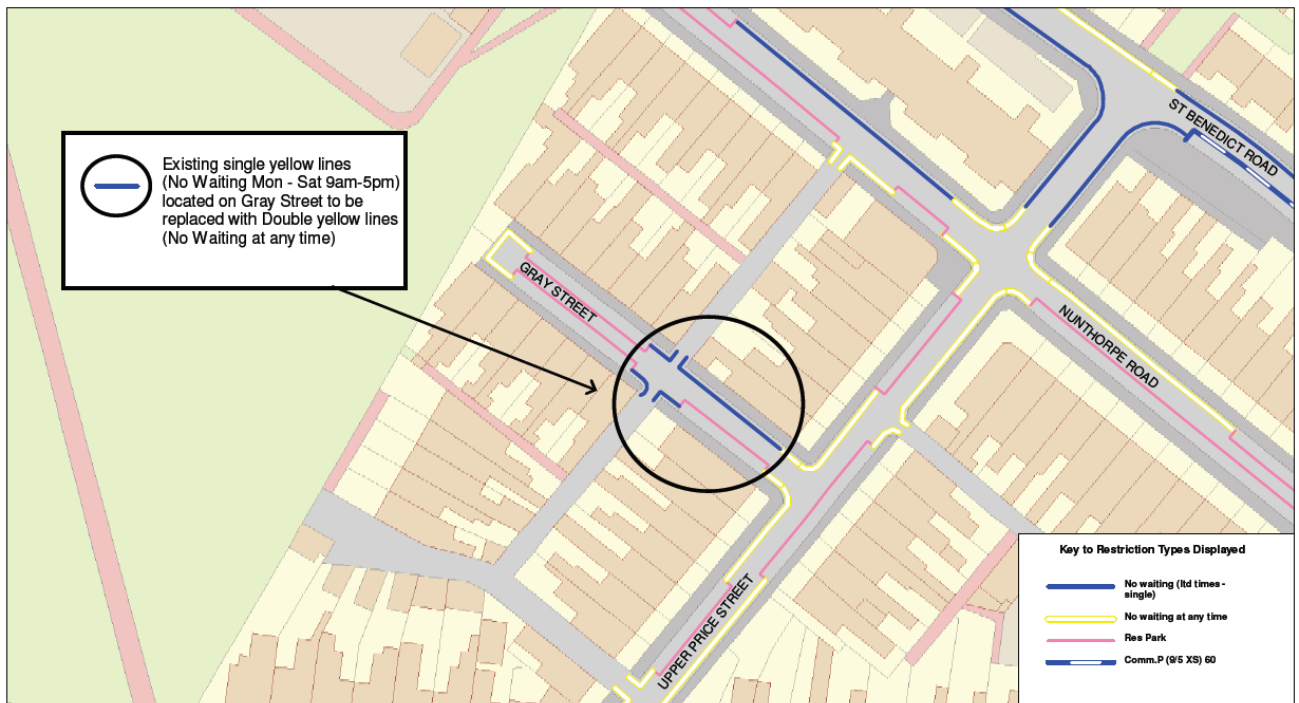 Existing single yellow lines
(No Waiting Mon - Sat 9am-5pm)
located on Gray Street to be
replaced with Double yellow lines
(No Waiting at any time)
ST BENEDICT ROAD
GRAY STREET
NUNTHORPE ROAD
UPPER PRICE STREET
Key to Restriction Types Displayed
No waiting (ltd times -
single)
No waiting at any time
Res Park
Comm.P (9/5 XS) 60